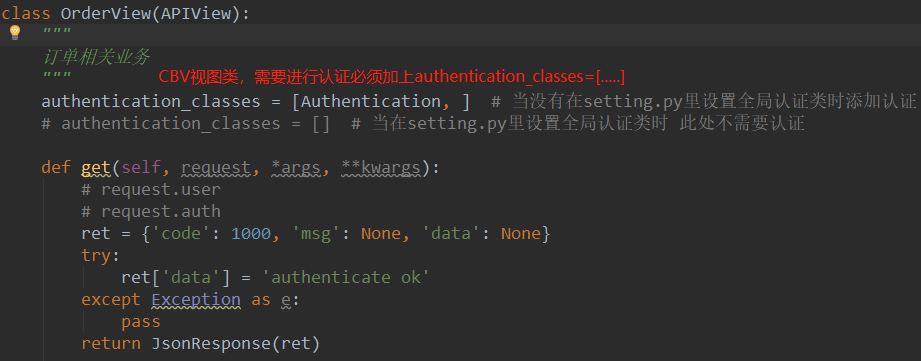 class OrderView(APIView):
"""
订单相关业务
""" CBV视图类，需要进行认证必须加上authentication_classes=[.....]
authentication_classes = [Authentication, ]  # 当没有在setting.py里设置全局认证类时添加认证
# authentication_classes = []  # 当在setting.py里设置全局认证类时 此处不需要认证
def get(self, request, *args, **kwargs):
# request.user
# request.auth
ret = {'code': 1000, 'msg': None, 'data': None}
try:
ret['data'] = 'authenticate ok'
except Exception as e:
pass
return JsonResponse(ret)